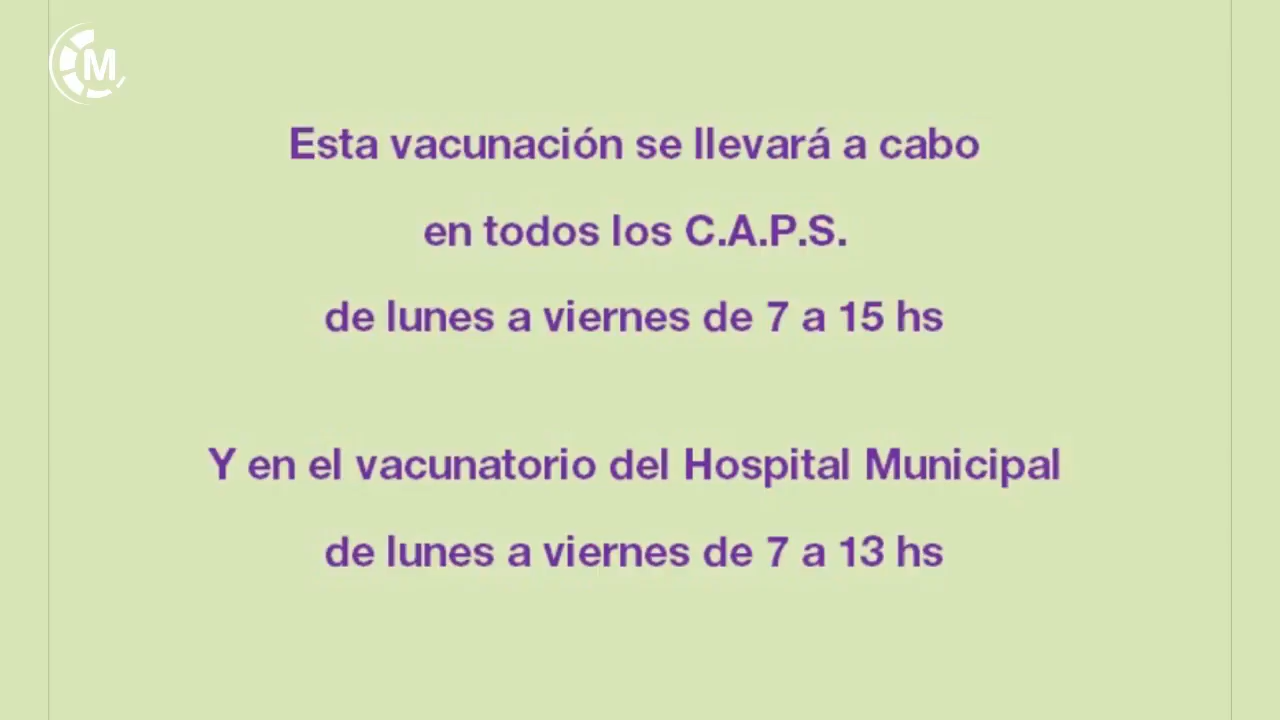 M
Esta vacunación se llevará a cabo
en todos los C.A.P.S.
de lunes a viernes de 7 a 15 hs
Y en el vacunatorio del Hospital Municipal
de lunes a viernes de 7 a 13 hs